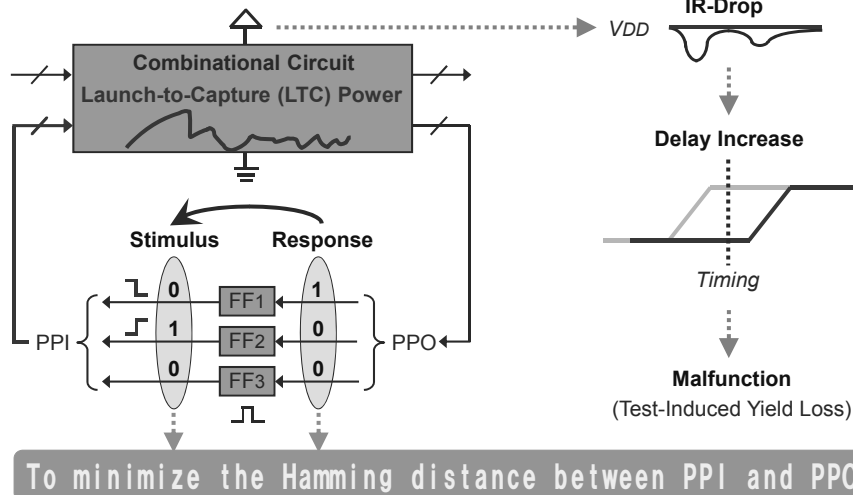 IR-Drop
VDD
Combinational Circuit
Launch-to-Capture (LTC) Power
Delay Increase
Stimulus
Response
Timing
0 FF1 1
1 FF2 0
0 FF3 0
PPI
PPO
Malfunction
(Test-Induced Yield Loss)
To minimize the Hamming distance between PPI and PPO